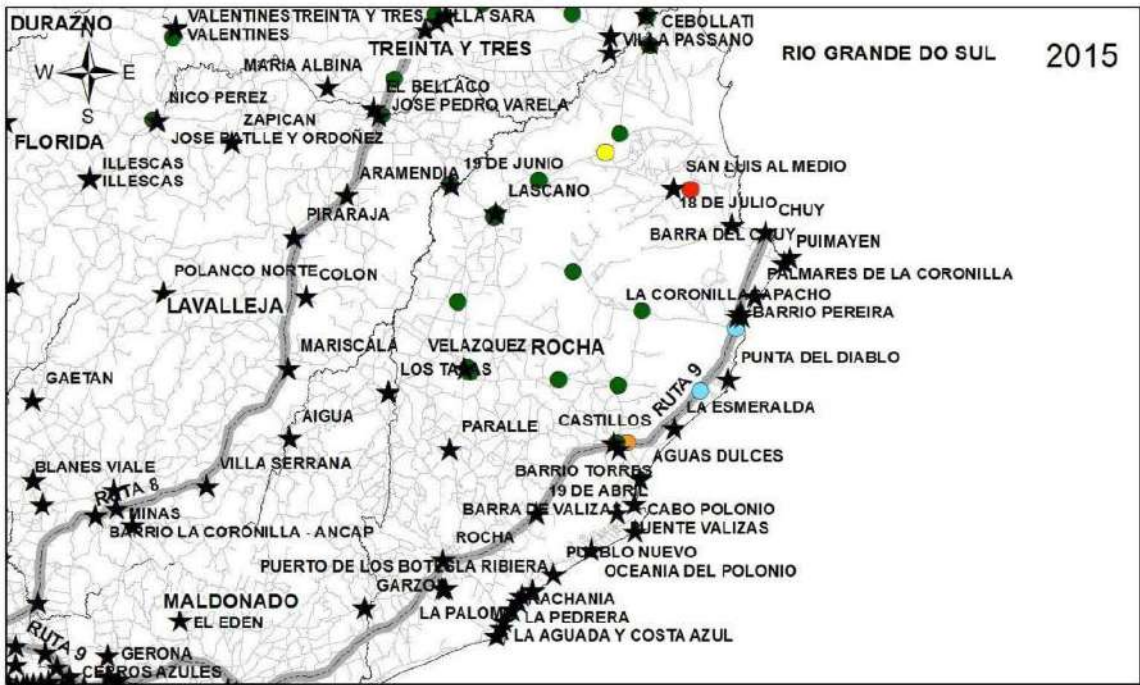 DURAZNO
N
VALENTINES TREINTA Y TRES VILLA SARA
CEBOLLATI
VALENTINES
VILLA PASSANO
TREINTA Y TRES
RIO GRANDE DO SUL
2015
MARIA ALBINA
W
E
EL BELLACO
NICO PEREZ
JOSE PEDRO VARELA
S
ZAPICAN
FLORIDA
JOSE BATLLE Y ORDOÑEZ
ILLESCAS
ILLESCAS
ARAMENDIA
19 DE JUNIO
SAN LUIS AL MEDIO
LASCANO
18 DE JULIO
PIRARAJA
CHUY
BARRA DEL CHUY
PUIMAYEN
POLANCO NORTE
COLON
PALMARES DE LA CORONILLA
LAVALLEJA
LA CORONILLA
CAPACHO
BARRIO PEREIRA
MARISCALA
VELAZQUEZ
ROCHA
PUNTA DEL DIABLO
LOS TALAS
GAETAN
RUTA 9
LA ESMERALDA
AIGUA
CASTILLOS
PARALLE
AGUAS DULCES
BLANES VIALE
VILLA SERRANA
BARRIO TORRES
RUTA 8
19 DE ABRIL
MINAS
BARRA DE VALIZAS
CABO POLONIO
BARRIO LA CORONILLA - ANCAP
PUENTE VALIZAS
ROCHA
PUEBLO NUEVO
PUERTO DE LOS BOTES
LA RIBIERA
OCEANIA DEL POLONIO
GARZON
MALDONADO
LA PALOMA
ARACHANIA
EL EDEN
LA PEDRERA
RUTA 9
LA AGUADA Y COSTA AZUL
GERONA
CERROS AZULES